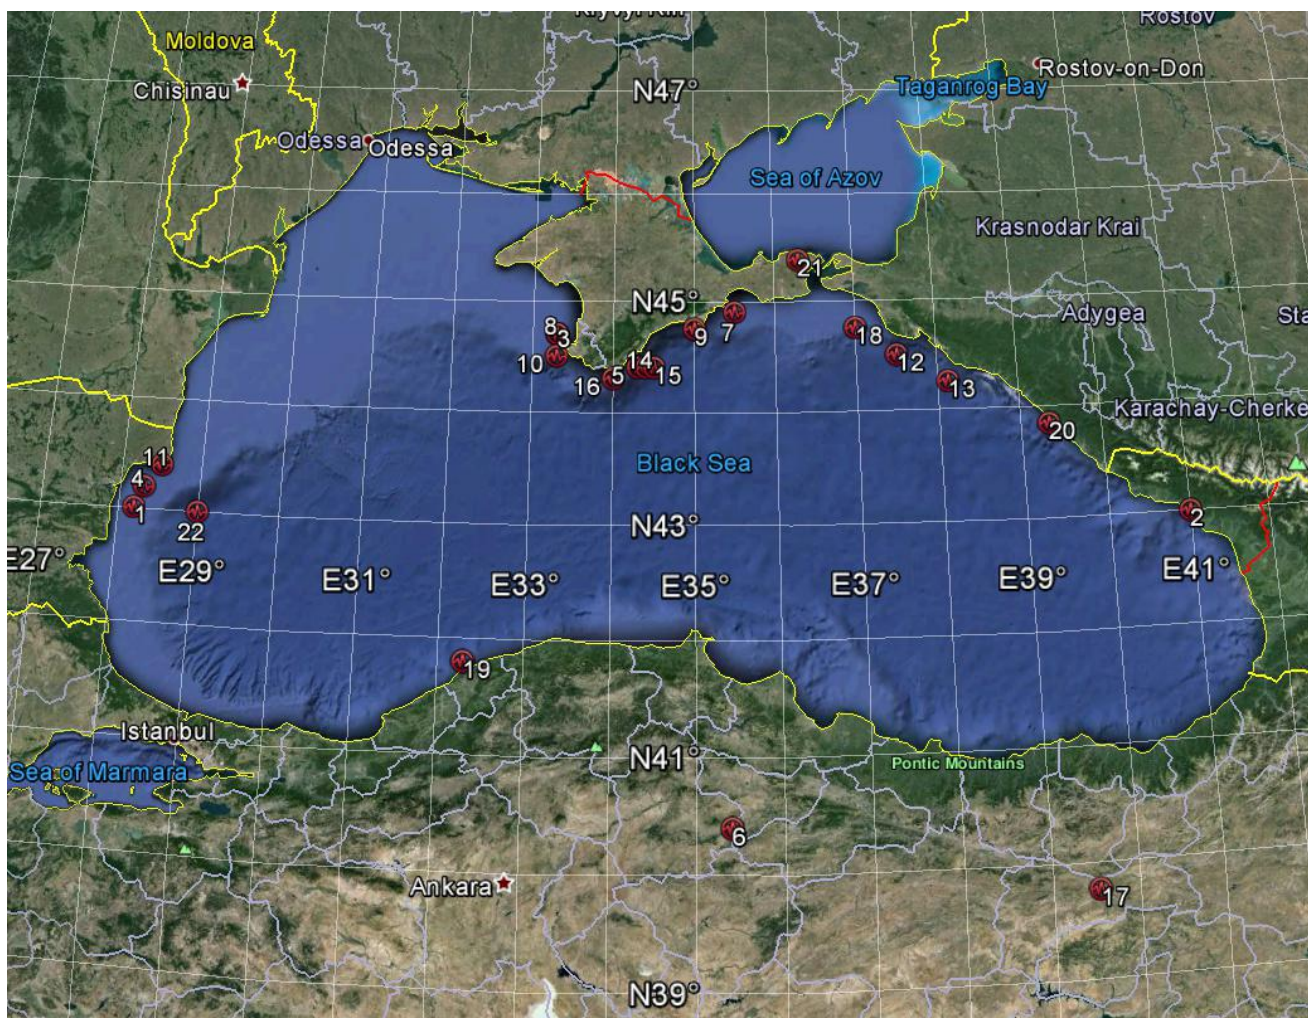 Kryvyi Rih
Rostov
Moldova
Rostov-on-Don
Chisinau
N47°
Taganrog Bay
Odessa
Odessa
Sea of Azov
Krasnodar Krai
21
N45°
Adygea
Sta
8
3
9
7
18
10
14
12
16
5
15
13
Karachay-Cherke
20
11
Black Sea
4
1
22
2
N43°
E27°
E29°
E31°
E33°
E35°
E37°
E39°
E41°
19
Istanbul
N41°
Sea of Marmara
Pontic Mountains
6
Ankara
17
N39°